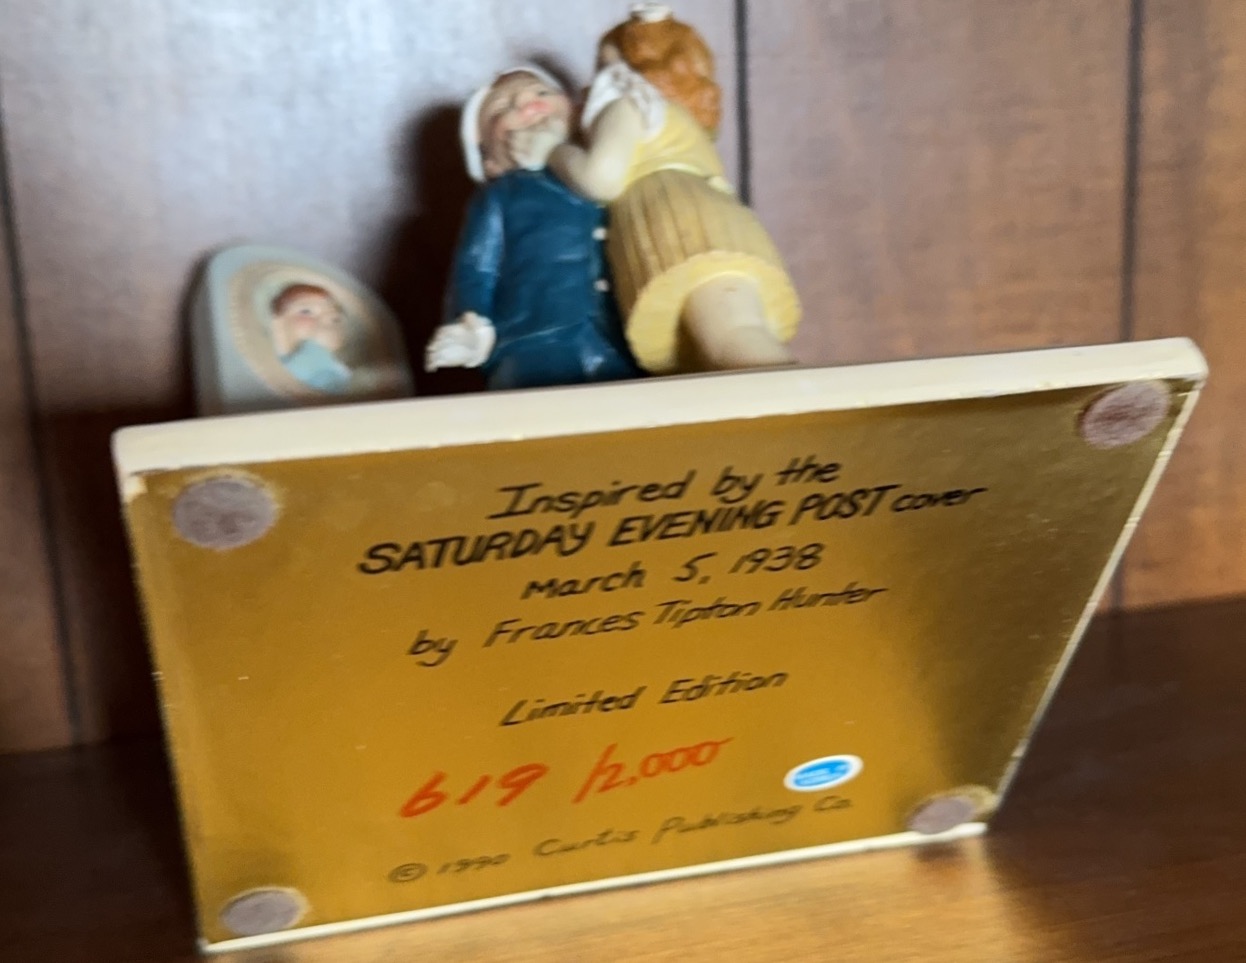 Inspired by the
SATURDAY EVENING POST cover
March 5, 1938
by Frances Tipton Hunter
Limited Edition
619 /2,000
© 1990 Curtis Publishing Co.